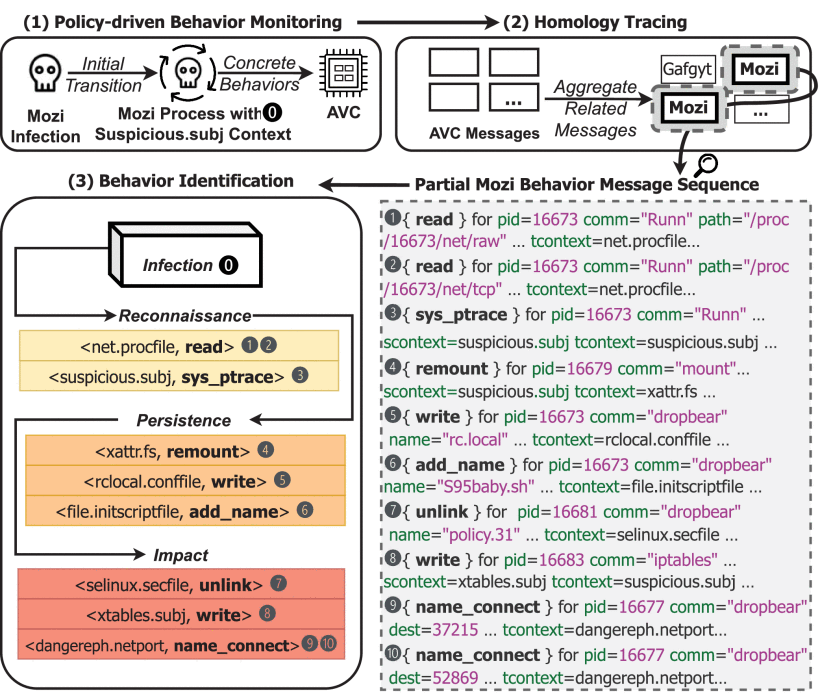 (1) Policy-driven Behavior Monitoring
(2) Homology Tracing
Initial
Transition
Concrete
Behaviors
Mozi
Infection
Mozi Process with 0
Suspicious.subj Context
AVC
...
AVC Messages
Aggregate
Related
Messages
Gafgyt
Mozi
Mozi
...
(3) Behavior Identification
Partial Mozi Behavior Message Sequence
Infection 0
Reconnaissance
<net.procfile, read> 1 2
<suspicious.subj, sys_ptrace> 3
Persistence
<xattr.fs, remount> 4
<rclocal.conffile, write> 5
<file.initscriptfile, add_name> 6
Impact
<selinux.secfile, unlink> 7
<xtables.subj, write> 8
<dangereph.netport, name_connect> 9 10
1 { read } for pid=16673 comm="Runn" path="/proc
/16673/net/raw" ... tcontext=net.procfile...
2 { read } for pid=16673 comm="Runn" path="/proc
/16673/net/tcp" ... tcontext=net.procfile...
3 { sys_ptrace } for pid=16673 comm="Runn" ...
scontext=suspicious.subj tcontext=suspicious.subj ...
4 { remount } for pid=16679 comm="mount"...
scontext=suspicious.subj tcontext=xattr.fs ...
5 { write } for pid=16673 comm="dropbear"
name="rc.local" ... tcontext=rclocal.conffile ...
6 { add_name } for pid=16673 comm="dropbear"
name="S95baby.sh" ... tcontext=file.initscriptfile ...
7 { unlink } for pid=16681 comm="dropbear"
name="policy.31" ... tcontext=selinux.secfile ...
8 { write } for pid=16683 comm="iptables" ...
scontext=xtables.subj tcontext=suspicious.subj ...
9 { name_connect } for pid=16677 comm="dropbear"
dest=37215 ... tcontext=dangereph.netport...
10 { name_connect } for pid=16677 comm="dropbear"
dest=52869 ... tcontext=dangereph.netport...